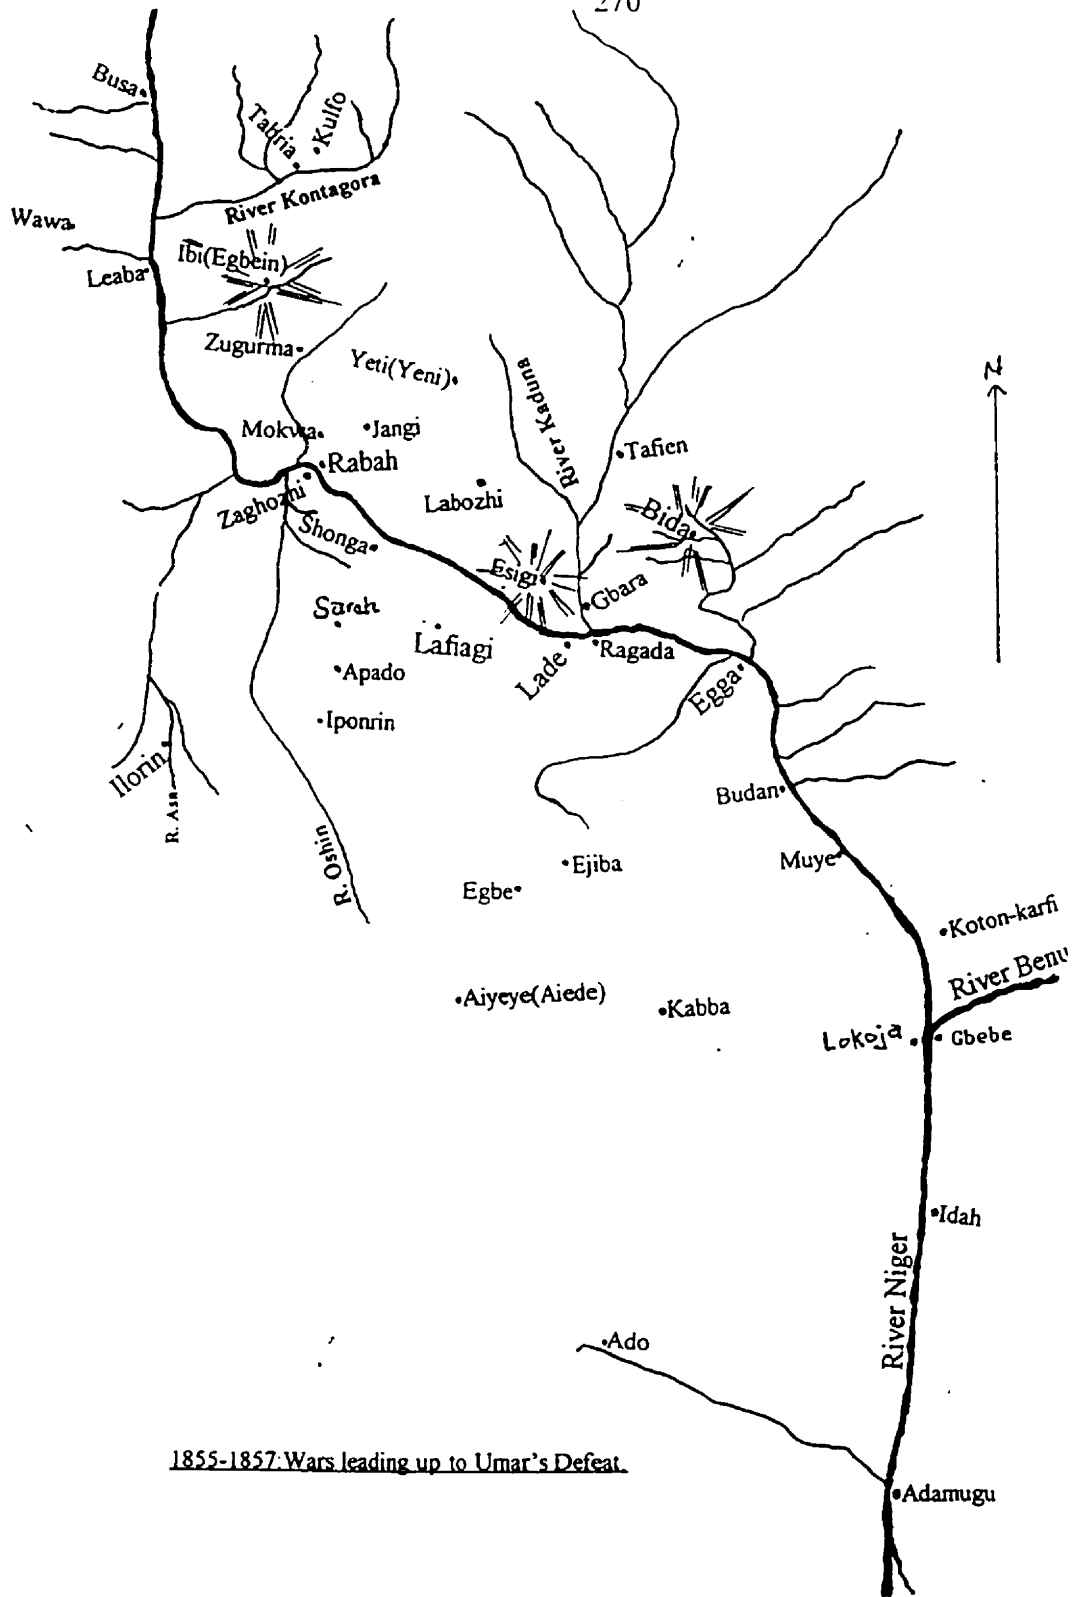 270
Busa
Tabria
Kulfo
River Kontagora
Wawa
Ibi(Egbein)
Leaba
Zugurma
Yeti(Yeni)
River Kaduna
N
Mokwa
Jangi
Rabah
Tafien
Zaghozhi
Labozhi
Shonga
Bida
Esigi
Gbara
Sarah
Lafiagi
Lade
Ragada
Apado
Egga
Iponrin
Ilorin
R. Asa
Budan
R. Oshin
Ejiba
Muye
Egbe
Koton-karfi
River Benu
Aiyeye(Aiede)
Kabba
Lokoja
Gbebe
Idah
River Niger
Ado
1855-1857:Wars leading up to Umar's Defeat.
Adamugu